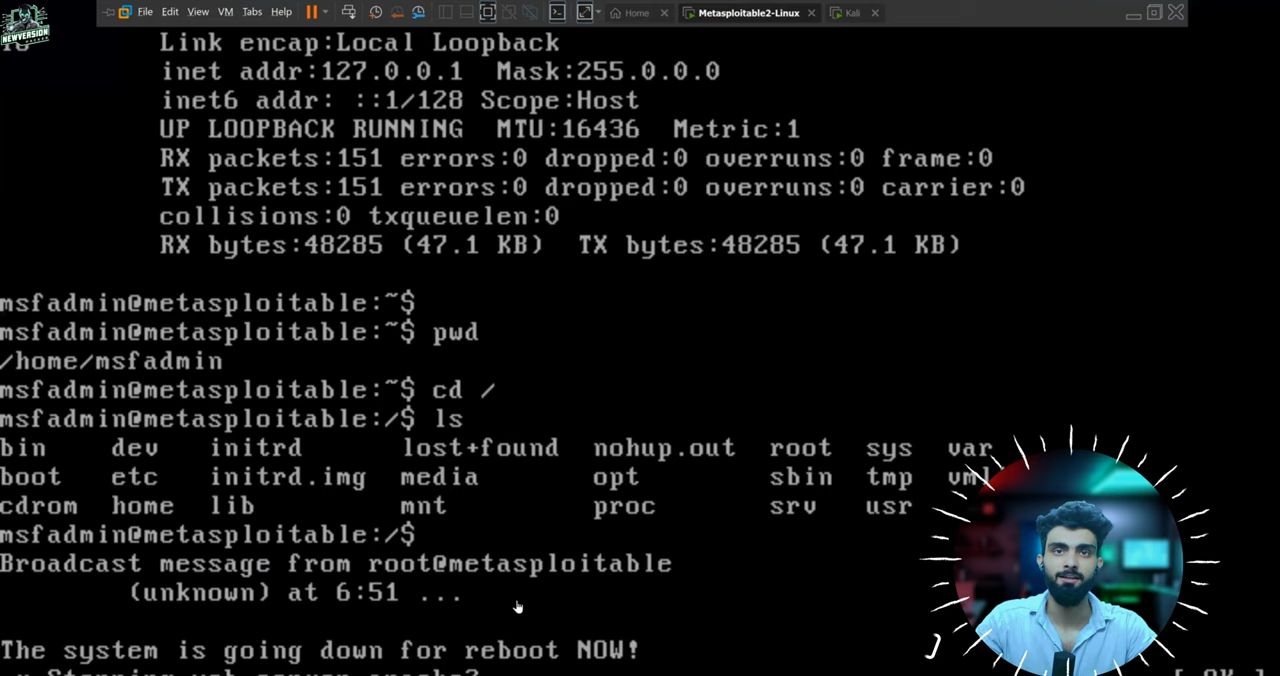 File Edit View VM Tabs Help Home Metasploitable2-Linux Kali
NEWVERSION
Link encap:Local Loopback
inet addr:127.0.0.1 Mask:255.0.0.0
inet6 addr: ::1/128 Scope:Host
UP LOOPBACK RUNNING MTU:16436 Metric:1
RX packets:151 errors:0 dropped:0 overruns:0 frame:0
TX packets:151 errors:0 dropped:0 overruns:0 carrier:0
collisions:0 txqueuelen:0
RX bytes:48285 (47.1 KB) TX bytes:48285 (47.1 KB)
msfadmin@metasploitable:~$
msfadmin@metasploitable:~$ pwd
/home/msfadmin
msfadmin@metasploitable:~$ cd /
msfadmin@metasploitable:/$ ls
bin dev initrd lost+found nohup.out root sys var
boot etc initrd.img media opt sbin tmp
cdrom home lib mnt proc srv usr
msfadmin@metasploitable:/$
Broadcast message from root@metasploitable
(unknown) at 6:51 ...
The system is going down for reboot NOW!